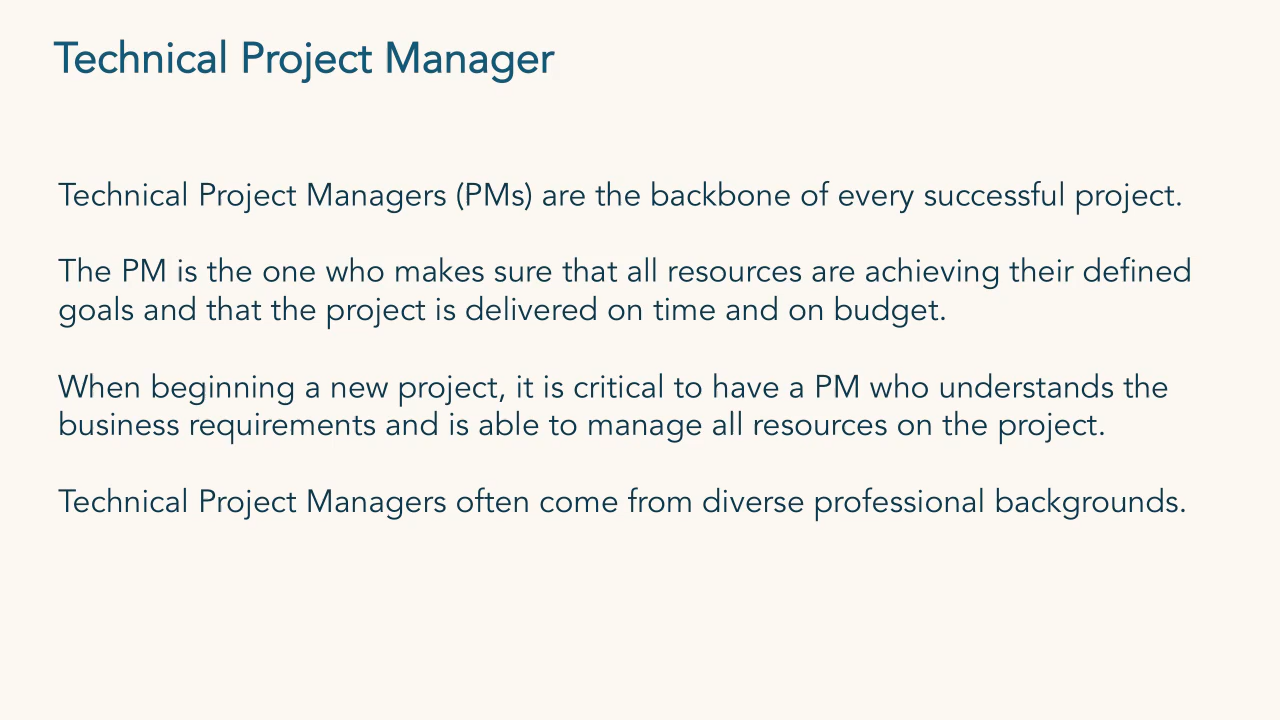 Technical Project Manager
Technical Project Managers (PMs) are the backbone of every successful project.
The PM is the one who makes sure that all resources are achieving their defined
goals and that the project is delivered on time and on budget.
When beginning a new project, it is critical to have a PM who understands the
business requirements and is able to manage all resources on the project.
Technical Project Managers often come from diverse professional backgrounds.